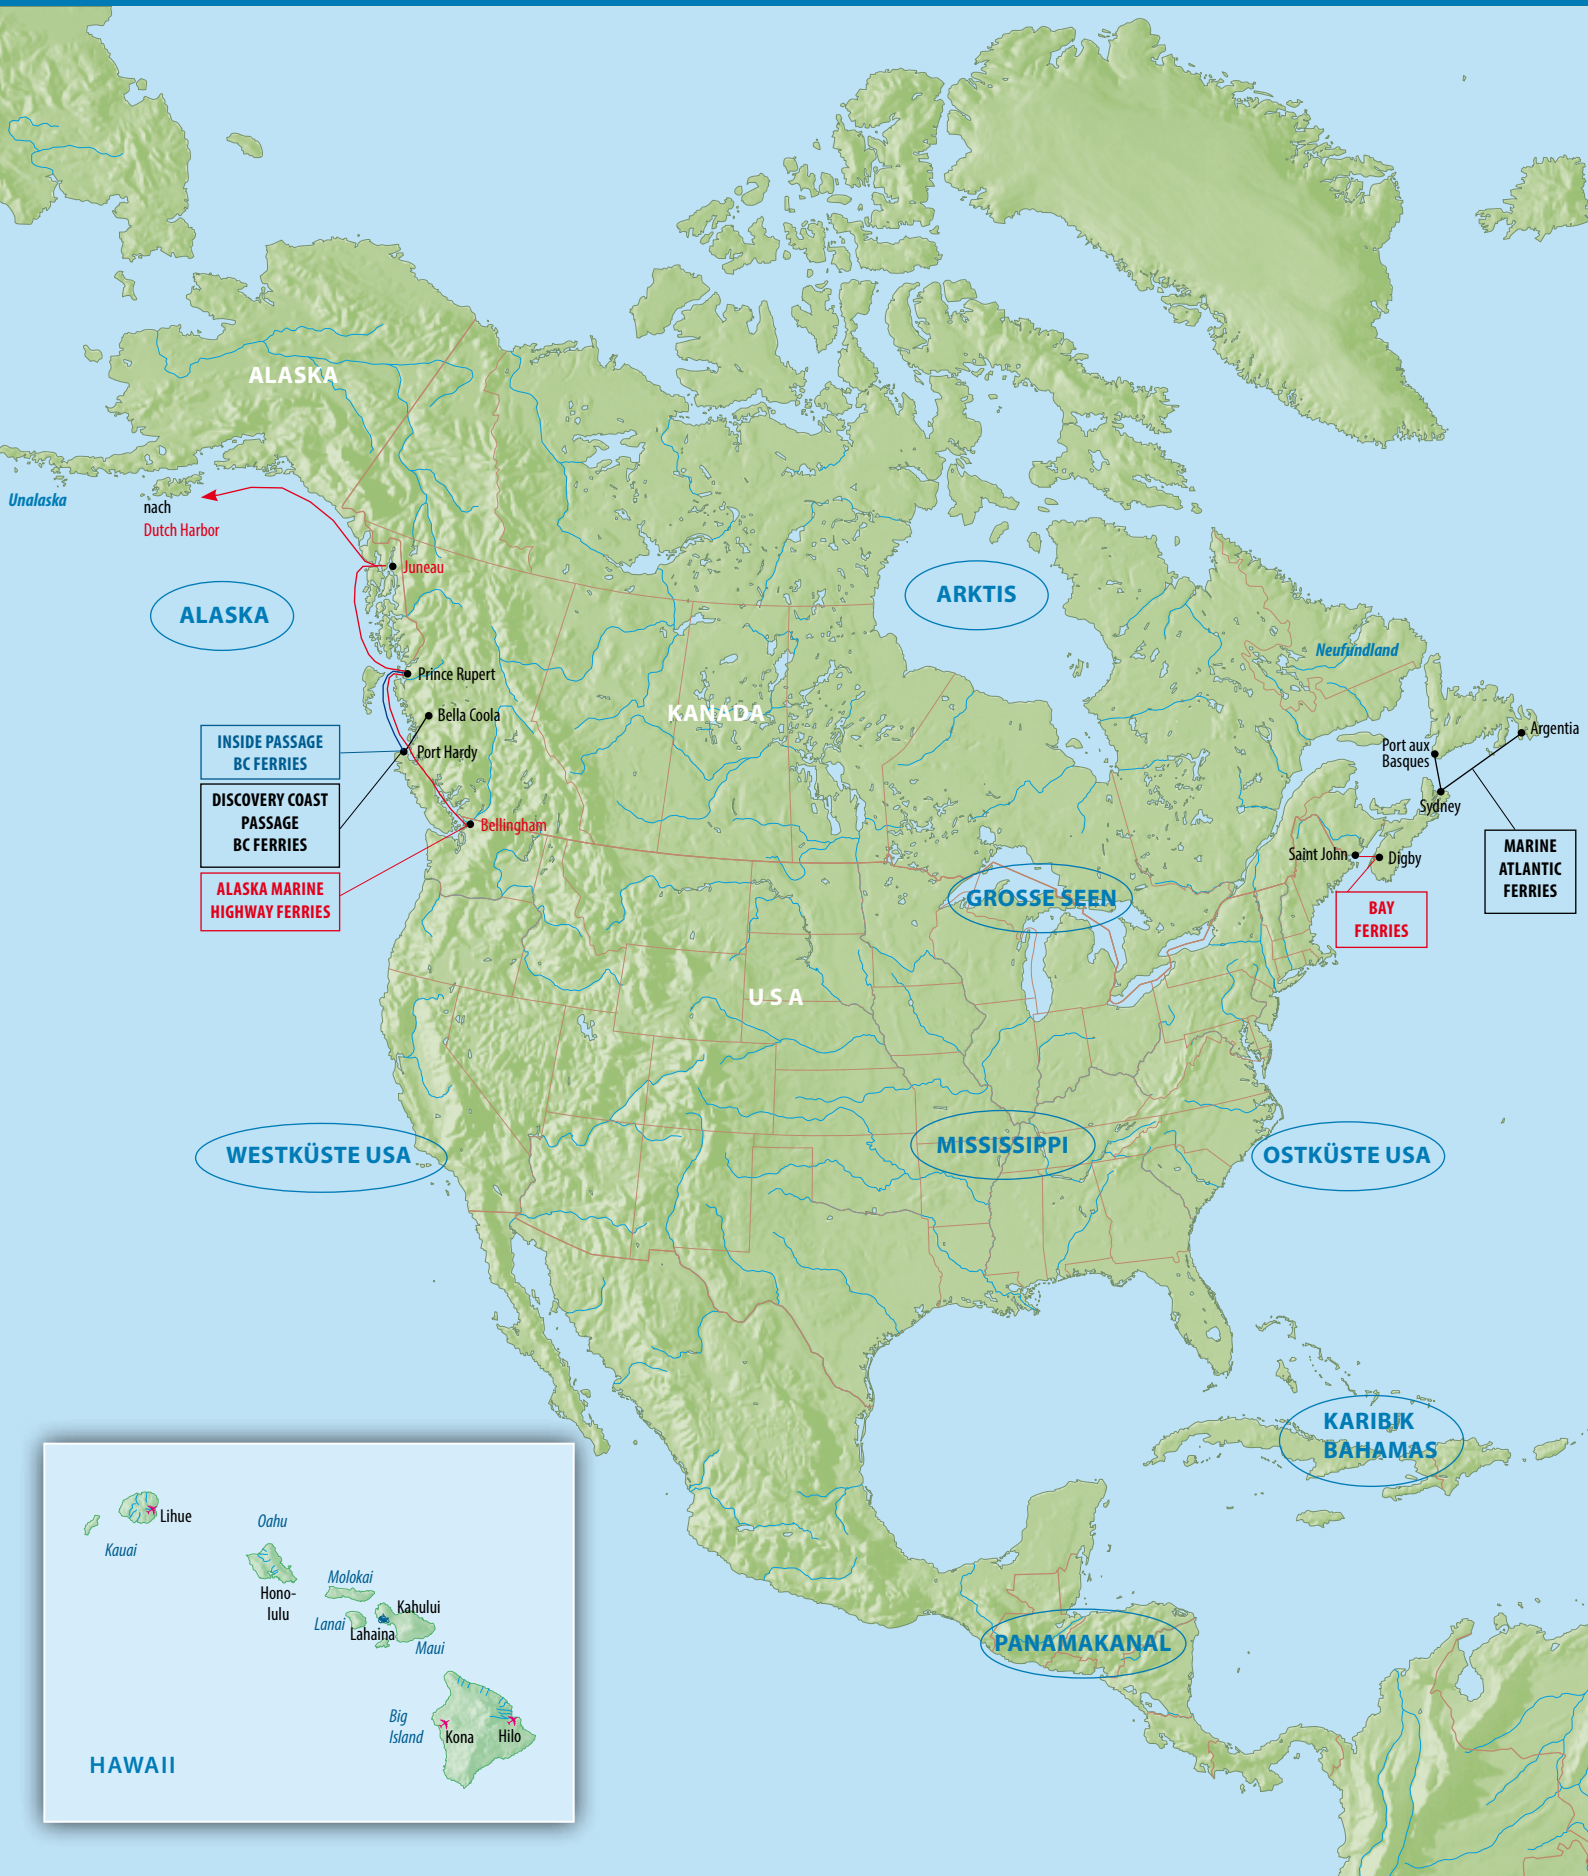 ALASKA
Unalaska
nach
Dutch Harbor
Juneau
ALASKA
ARKTIS
Neufundland
Prince Rupert
Bella Coola
KANADA
Port Hardy
INSIDE PASSAGE
BC FERRIES
DISCOVERY COAST
PASSAGE
BC FERRIES
Bellingham
ALASKA MARINE
HIGHWAY FERRIES
Argentia
Port aux
Basques
Sydney
Saint John
Digby
MARINE
ATLANTIC
FERRIES
BAY
FERRIES
GROSSE SEEN
USA
WESTKÜSTE USA
MISSISSIPPI
OSTKÜSTE USA
KARIBIK
BAHAMAS
PANAMAKANAL
Lihue
Kauai
Oahu
Hono-
lulu
Molokai
Kahului
Lanai
Lahaina
Maui
Big
Island
Kona
Hilo
HAWAII